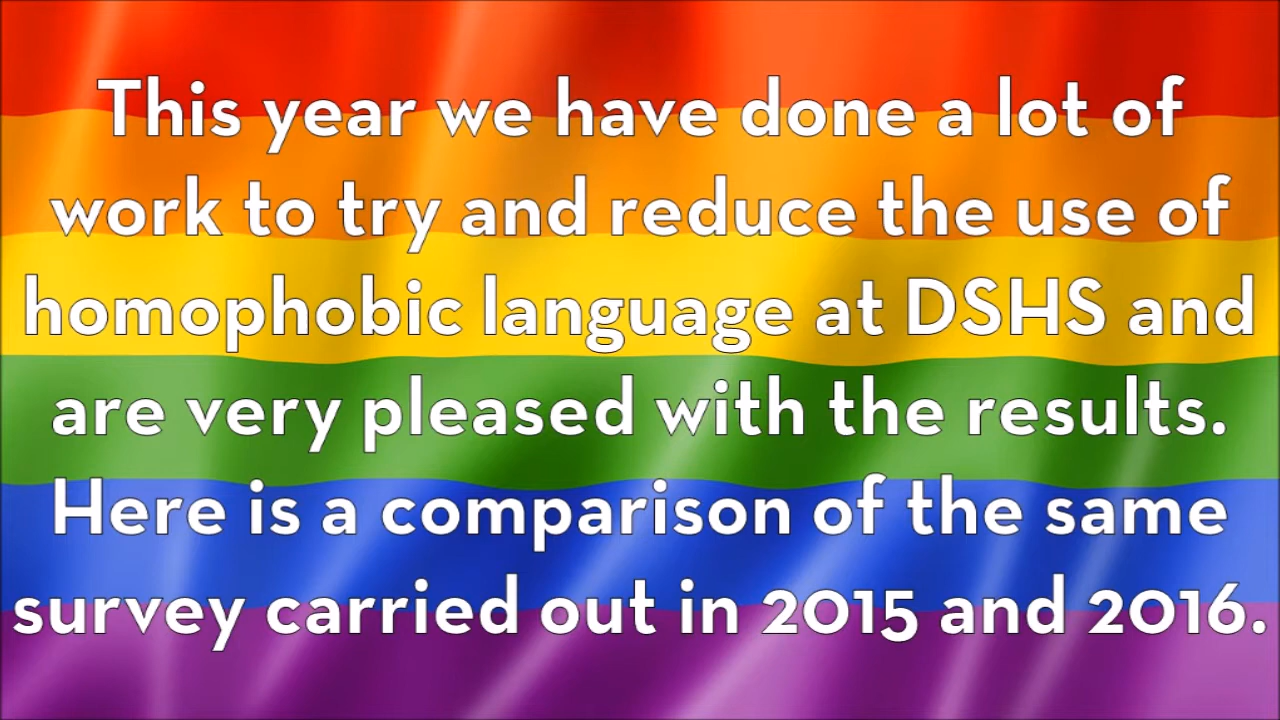 This year we have done a lot of
work to try and reduce the use of
homophobic language at DSHS and
are very pleased with the results.
Here is a comparison of the same
survey carried out in 2015 and 2016.